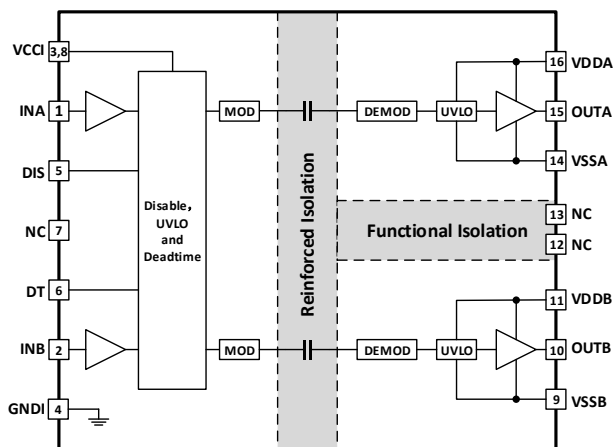 VCCI 3,8
INA 1
DIS 5
NC 7
DT 6
INB 2
GNDI 4
Disable,
UVLO
and
Deadtime
MOD
MOD
Reinforced Isolation
DEMOD
UVLO
Functional Isolation
DEMOD
UVLO
16 VDDA
15 OUTA
14 VSSA
13 NC
12 NC
11 VDDB
10 OUTB
9 VSSB